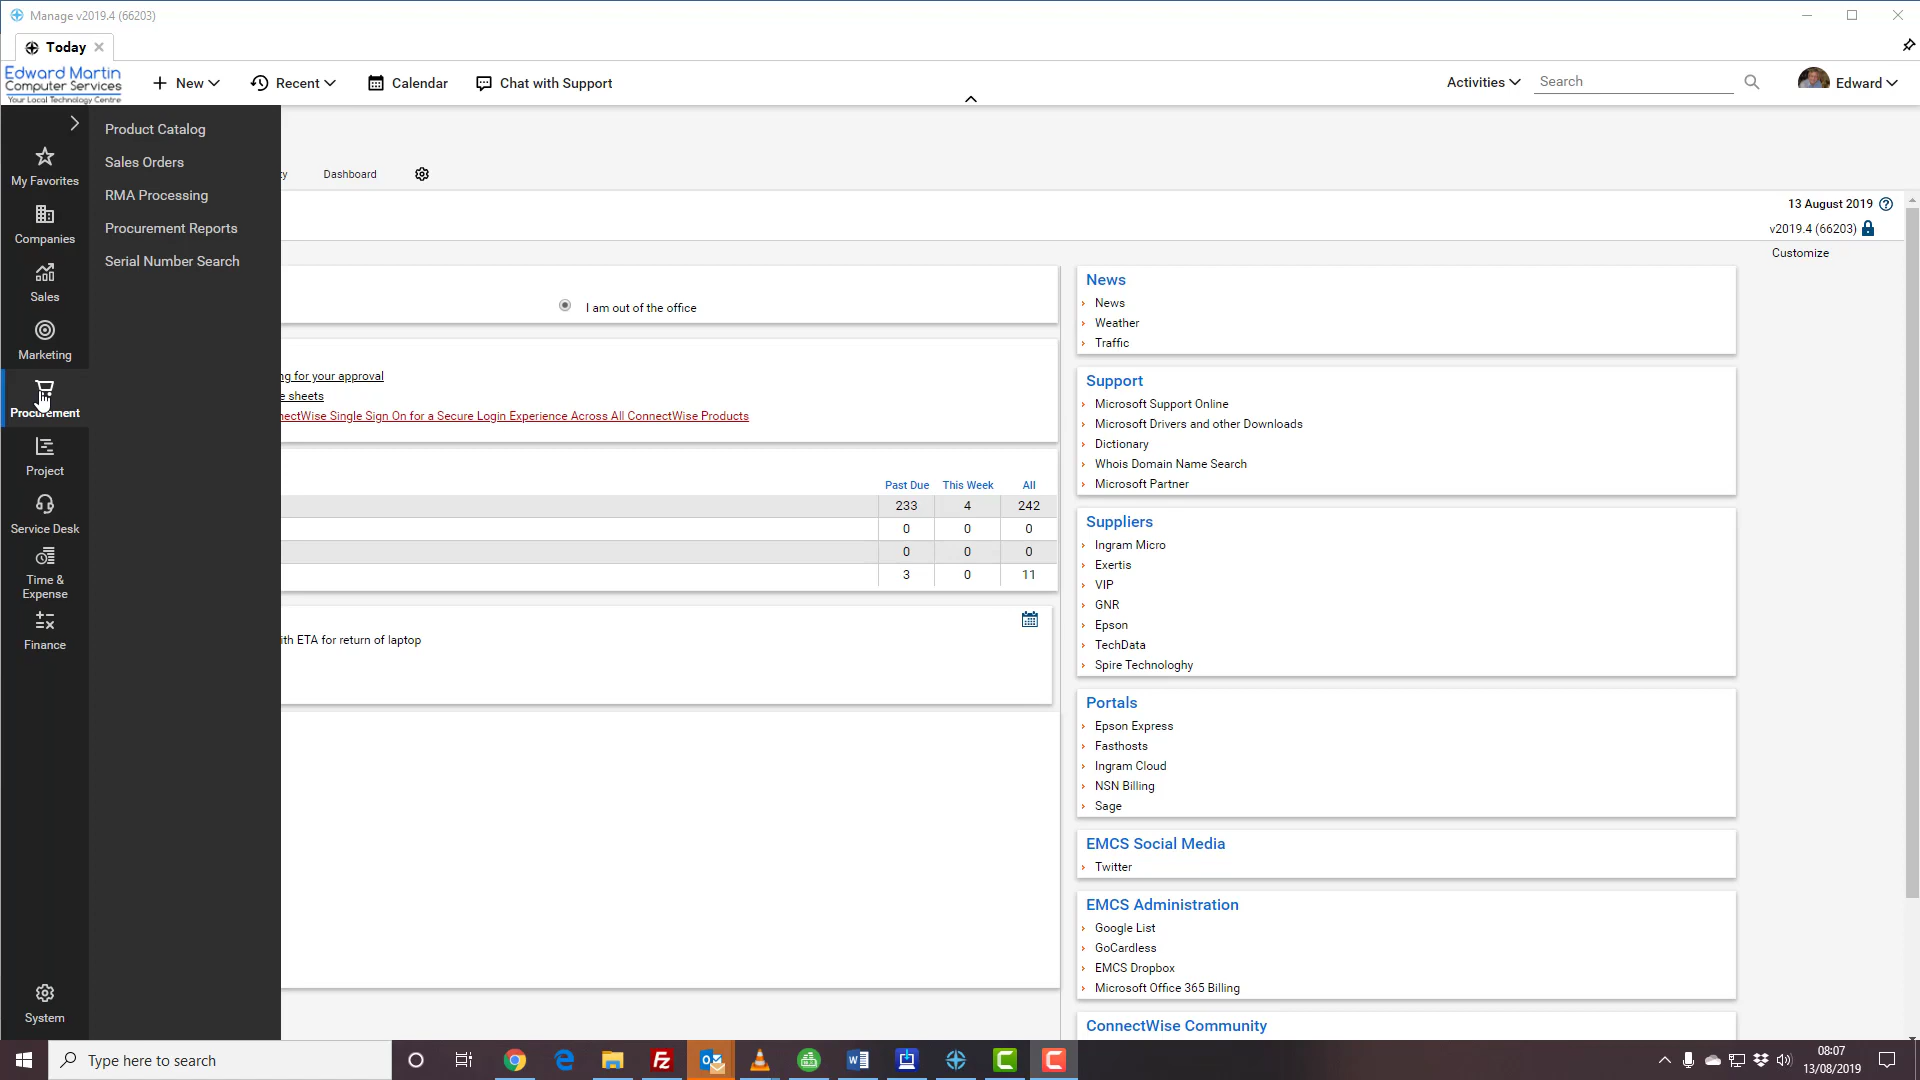 Manage v2019.4 (66203)
Today
Edward Martin
Computer Services
Your Local Technology Centre
New
Recent
Calendar
Chat with Support
Activities
Search
Edward
My Favorites
Companies
Sales
Marketing
Procurement
Project
Service Desk
Time &
Expense
Finance
System
Product Catalog
Sales Orders
RMA Processing
Procurement Reports
Serial Number Search
ty
Dashboard
13 August 2019
v2019.4 (66203)
Customize
I am out of the office
ng for your approval
e sheets
nectWise Single Sign On for a Secure Login Experience Across All ConnectWise Products
Past Due This Week All
233 4 242
0 0 0
0 0 0
3 0 11
ith ETA for return of laptop
News
News
Weather
Traffic
Support
Microsoft Support Online
Microsoft Drivers and other Downloads
Dictionary
Whois Domain Name Search
Microsoft Partner
Suppliers
Ingram Micro
Exertis
VIP
GNR
Epson
TechData
Spire Technologhy
Portals
Epson Express
Fasthosts
Ingram Cloud
NSN Billing
Sage
EMCS Social Media
Twitter
EMCS Administration
Google List
GoCardless
EMCS Dropbox
Microsoft Office 365 Billing
ConnectWise Community
Type here to search
08:07
13/08/2019